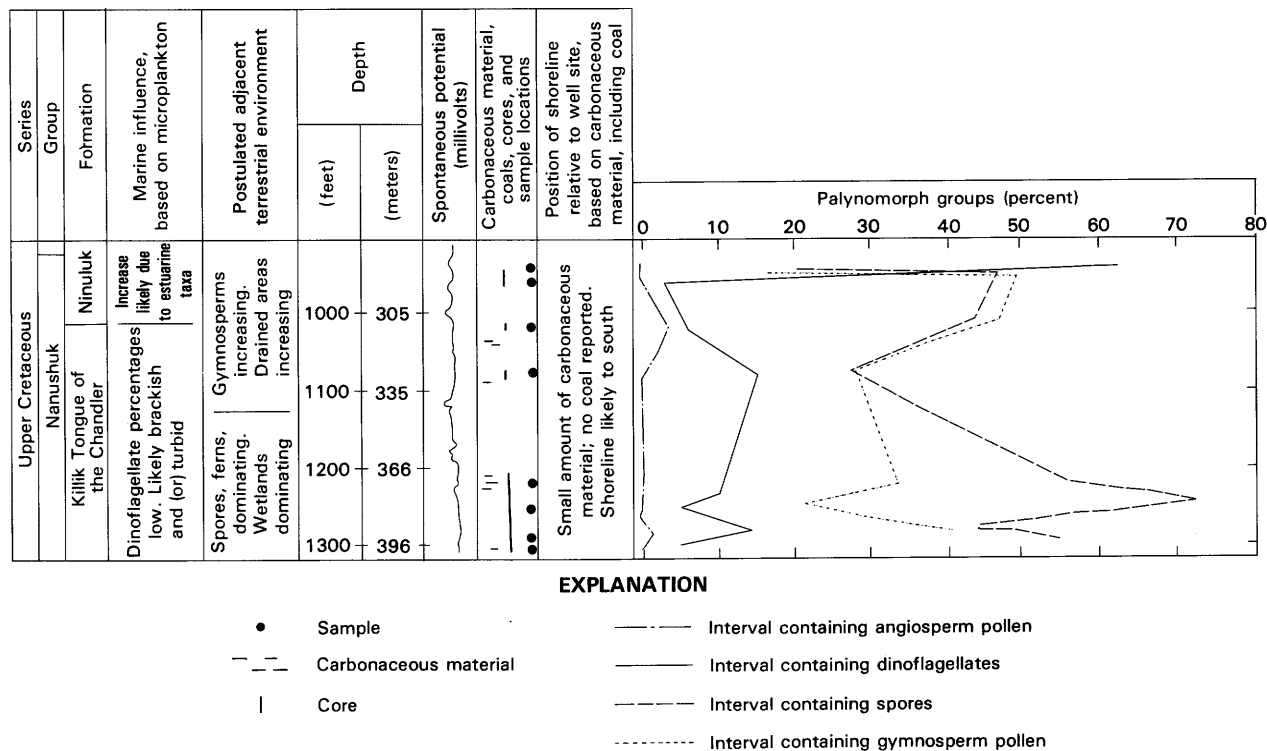 Series
Group
Formation
Marine influence,
based on microplankton
Postulated adjacent
terrestrial environment
Depth
(feet)
(meters)
Spontaneous potential
(millivolts)
Carbonaceous material,
coals, cores, and
sample locations
Position of shoreline
relative to well site,
based on carbonaceous
material, including coal
Palynomorph groups (percent)
0 10 20 30 40 50 60 70 80
Upper Cretaceous
Nanushuk
Ninuluk
Killik Tongue of
the Chandler
Increase
likely due
to estuarine
taxa
Dinoflagellate percentages
low. Likely brackish
and (or) turbid
Gymnosperms
increasing.
Drained areas
increasing
Spores, ferns,
dominating.
Wetlands
dominating
1000 305
1100 335
1200 366
1300 396
Small amount of carbonaceous
material; no coal reported.
Shoreline likely to south
EXPLANATION
Sample
Carbonaceous material
Core
Interval containing angiosperm pollen
Interval containing dinoflagellates
Interval containing spores
Interval containing gymnosperm pollen